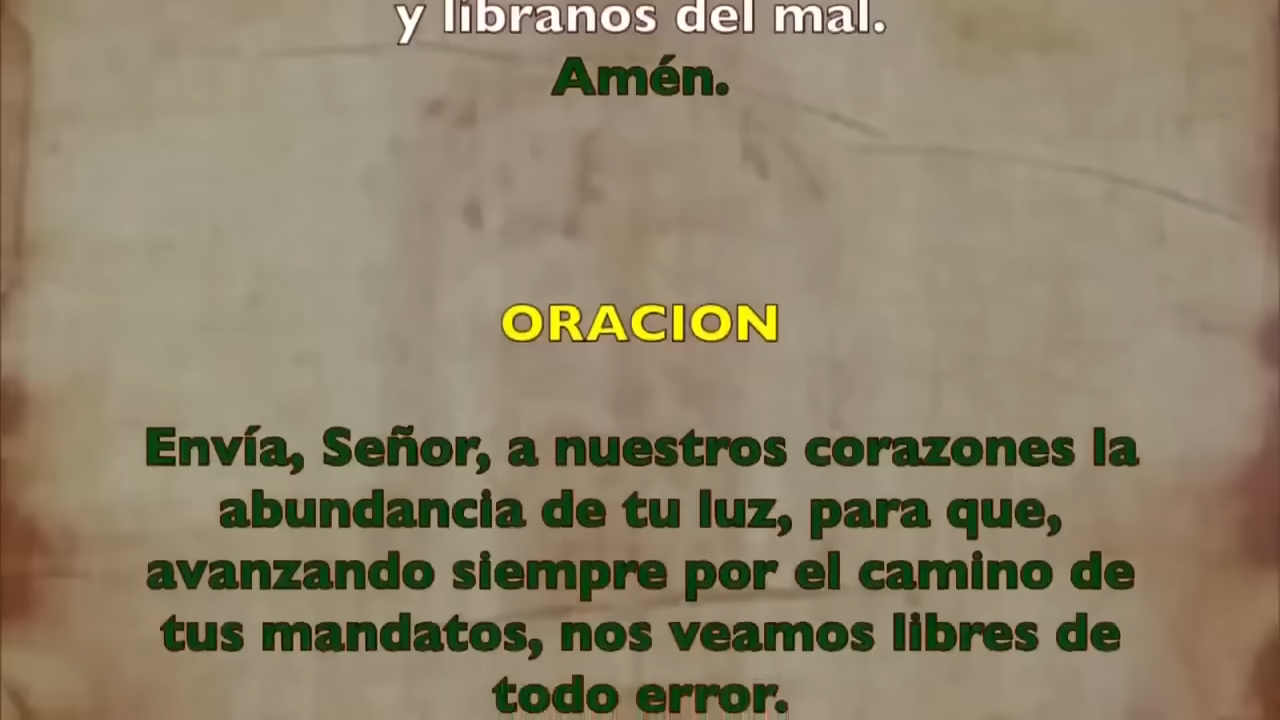 y líbranos del mal.
Amén.
ORACION
Envía, Señor, a nuestros corazones la
abundancia de tu luz, para que,
avanzando siempre por el camino de
tus mandatos, nos veamos libres de
todo error.